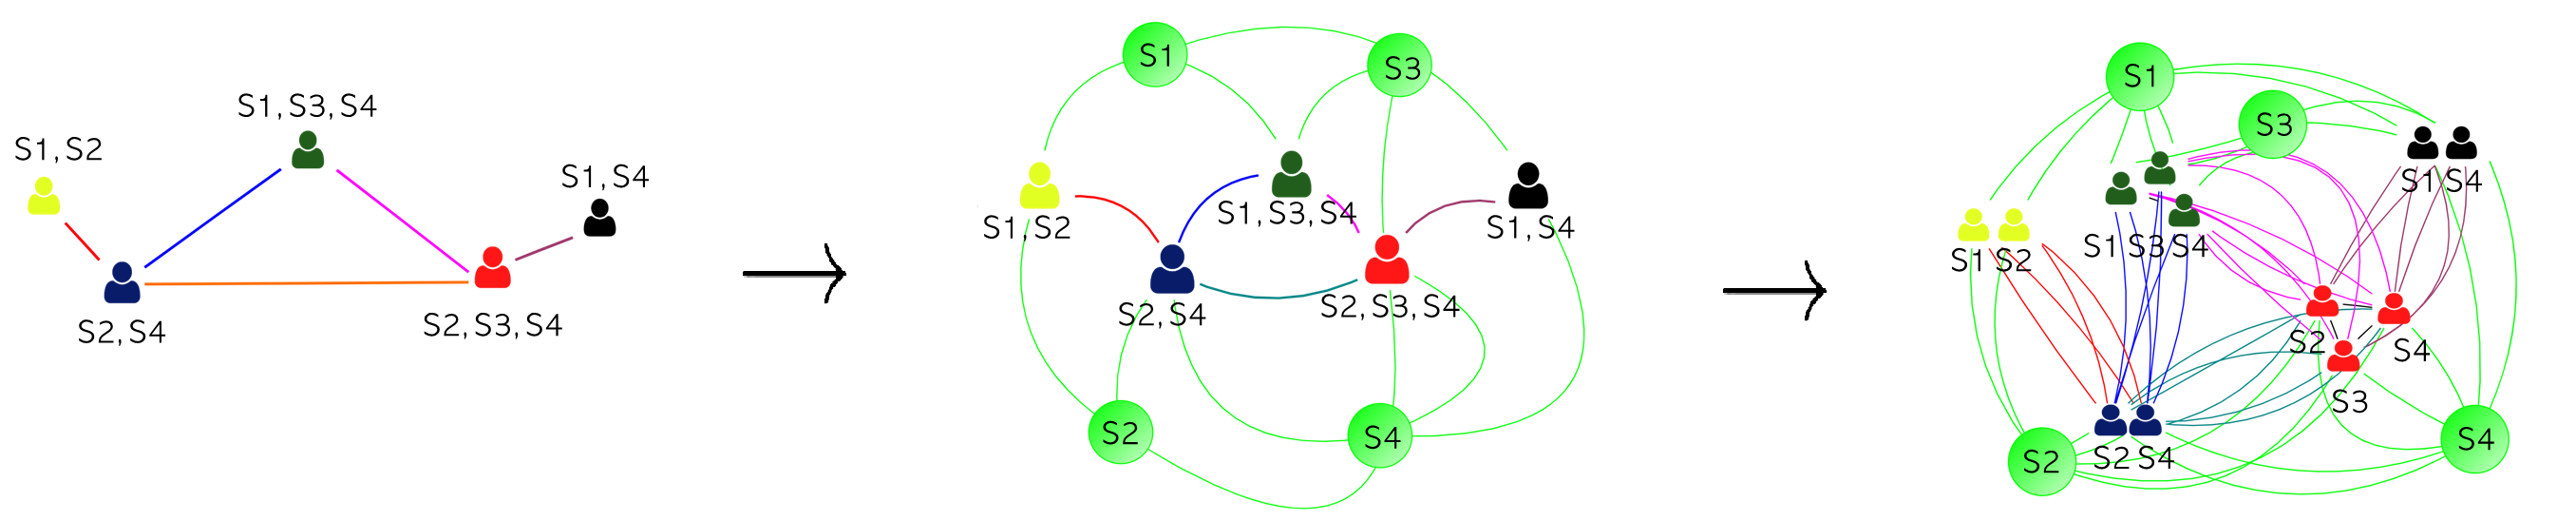 S1,S3,S4
S1,S2
S1,S4
S2,S3,S4
S2,S4
S1
S3
S1,S3,S4
S1,S2
S1,S4
S2,S3,S4
S2,S4
S2
S4
S1
S3
S1 S4
S1 S3 S4
S1 S2
S2
S4
S3
S2
S2 S4
S4